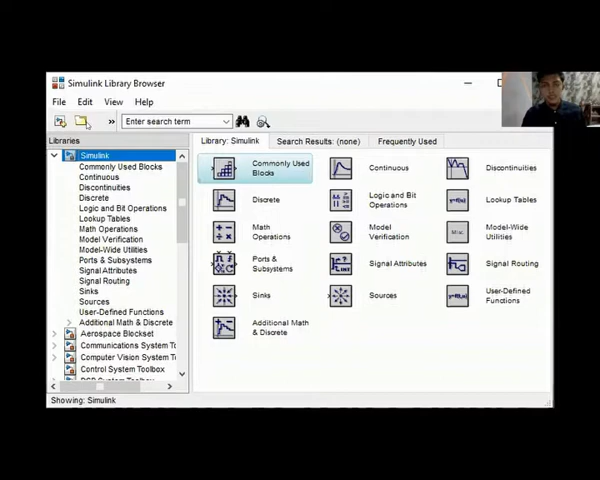 Simulink Library Browser
File Edit View Help
» Enter search term
Libraries
Library: Simulink Search Results: (none) Frequently Used
Simulink
Commonly Used Blocks
Continuous
Discontinuities
Discrete
Logic and Bit Operations
Lookup Tables
Math Operations
Model Verification
Model-Wide Utilities
Ports & Subsystems
Signal Attributes
Signal Routing
Sinks
Sources
User-Defined Functions
Additional Math & Discrete
Aerospace Blockset
Communications System To
Computer Vision System T
Control System Toolbox
Commonly Used
Blocks
Continuous
Discontinuities
Discrete
Logic and Bit
Operations
Lookup Tables
Math
Operations
Model
Verification
Misc.
Model-Wide
Utilities
Ports &
Subsystems
Signal Attributes
Signal Routing
Sinks
Sources
User-Defined
Functions
Additional Math
& Discrete
Showing: Simulink